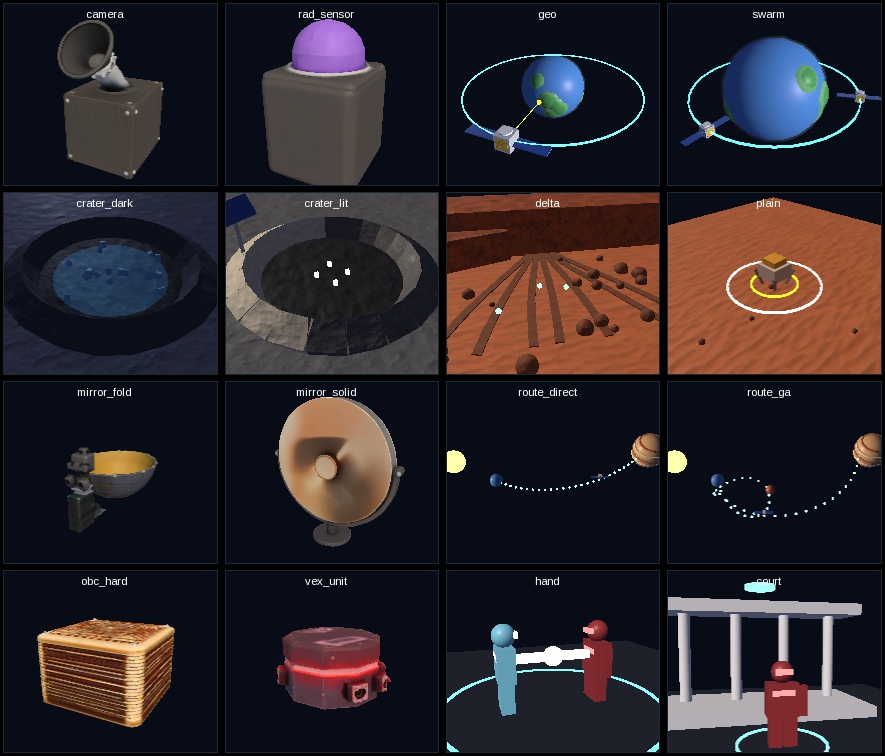 camera
rad_sensor
geo
swarm
crater_dark
crater_lit
delta
plain
mirror_fold
mirror_solid
route_direct
route_ga
obc_hard
vex_unit
hand
court